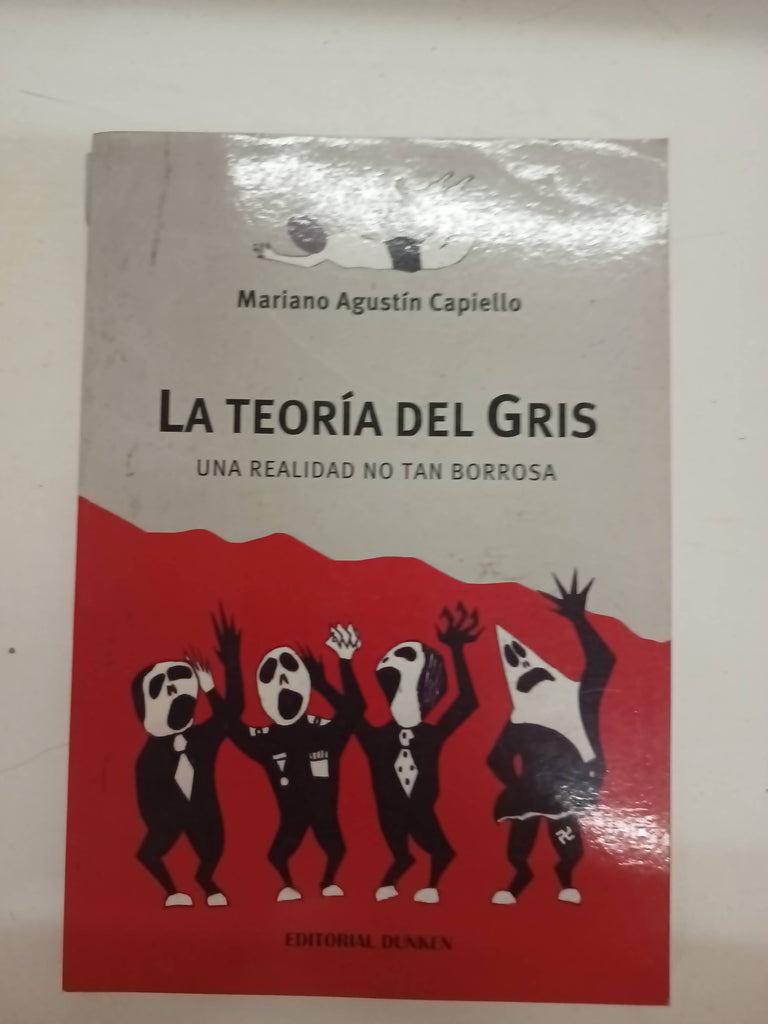 Mariano Agustín Capiello
LA TEORÍA DEL GRIS
UNA REALIDAD NO TAN BORROSA
EDITORIAL DUNKEN